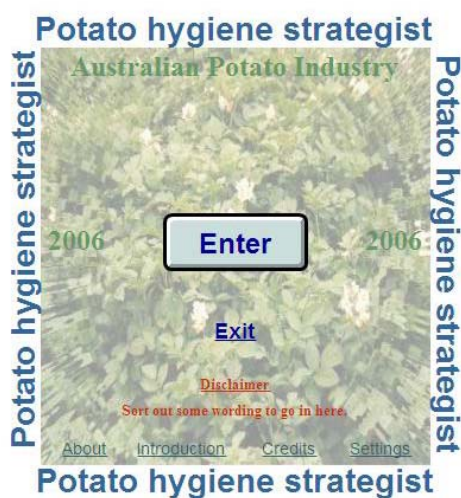 Potato hygiene strategist
Australian Potato Industry
Potato hygiene strategist
Potato hygiene strategist
2006
Enter
2006
Exit
Disclaimer
Sort out some wording to go in here.
About Introduction Credits Settings
Potato hygiene strategist